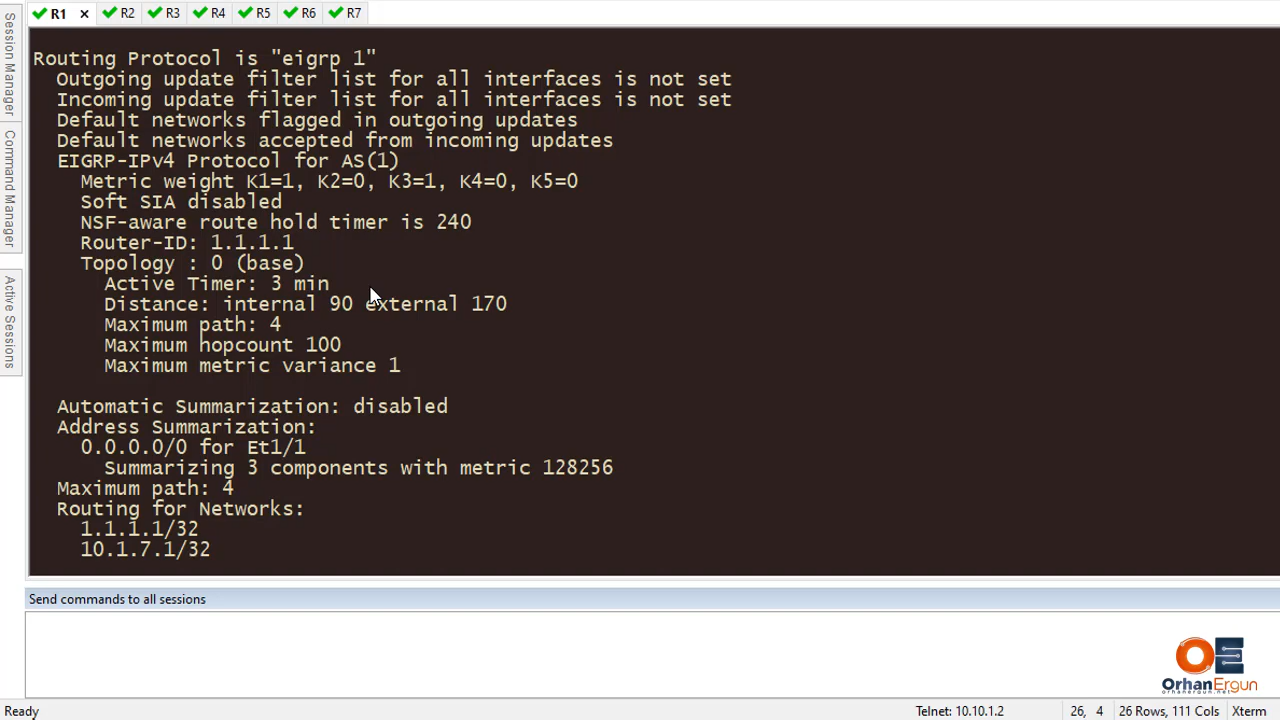 Session Manager
Command Manager
Active Sessions
R1 × R2 R3 R4 R5 R6 R7
Routing Protocol is "eigrp 1"
Outgoing update filter list for all interfaces is not set
Incoming update filter list for all interfaces is not set
Default networks flagged in outgoing updates
Default networks accepted from incoming updates
EIGRP-IPv4 Protocol for AS(1)
Metric weight K1=1, K2=0, K3=1, K4=0, K5=0
Soft SIA disabled
NSF-aware route hold timer is 240
Router-ID: 1.1.1.1
Topology : 0 (base)
Active Timer: 3 min
Distance: internal 90 external 170
Maximum path: 4
Maximum hopcount 100
Maximum metric variance 1
Automatic Summarization: disabled
Address Summarization:
0.0.0.0/0 for Et1/1
Summarizing 3 components with metric 128256
Maximum path: 4
Routing for Networks:
1.1.1.1/32
10.1.7.1/32
Send commands to all sessions
OrhanErgun
orhanergun.net
Ready Telnet: 10.10.1.2 26, 4 26 Rows, 111 Cols Xterm